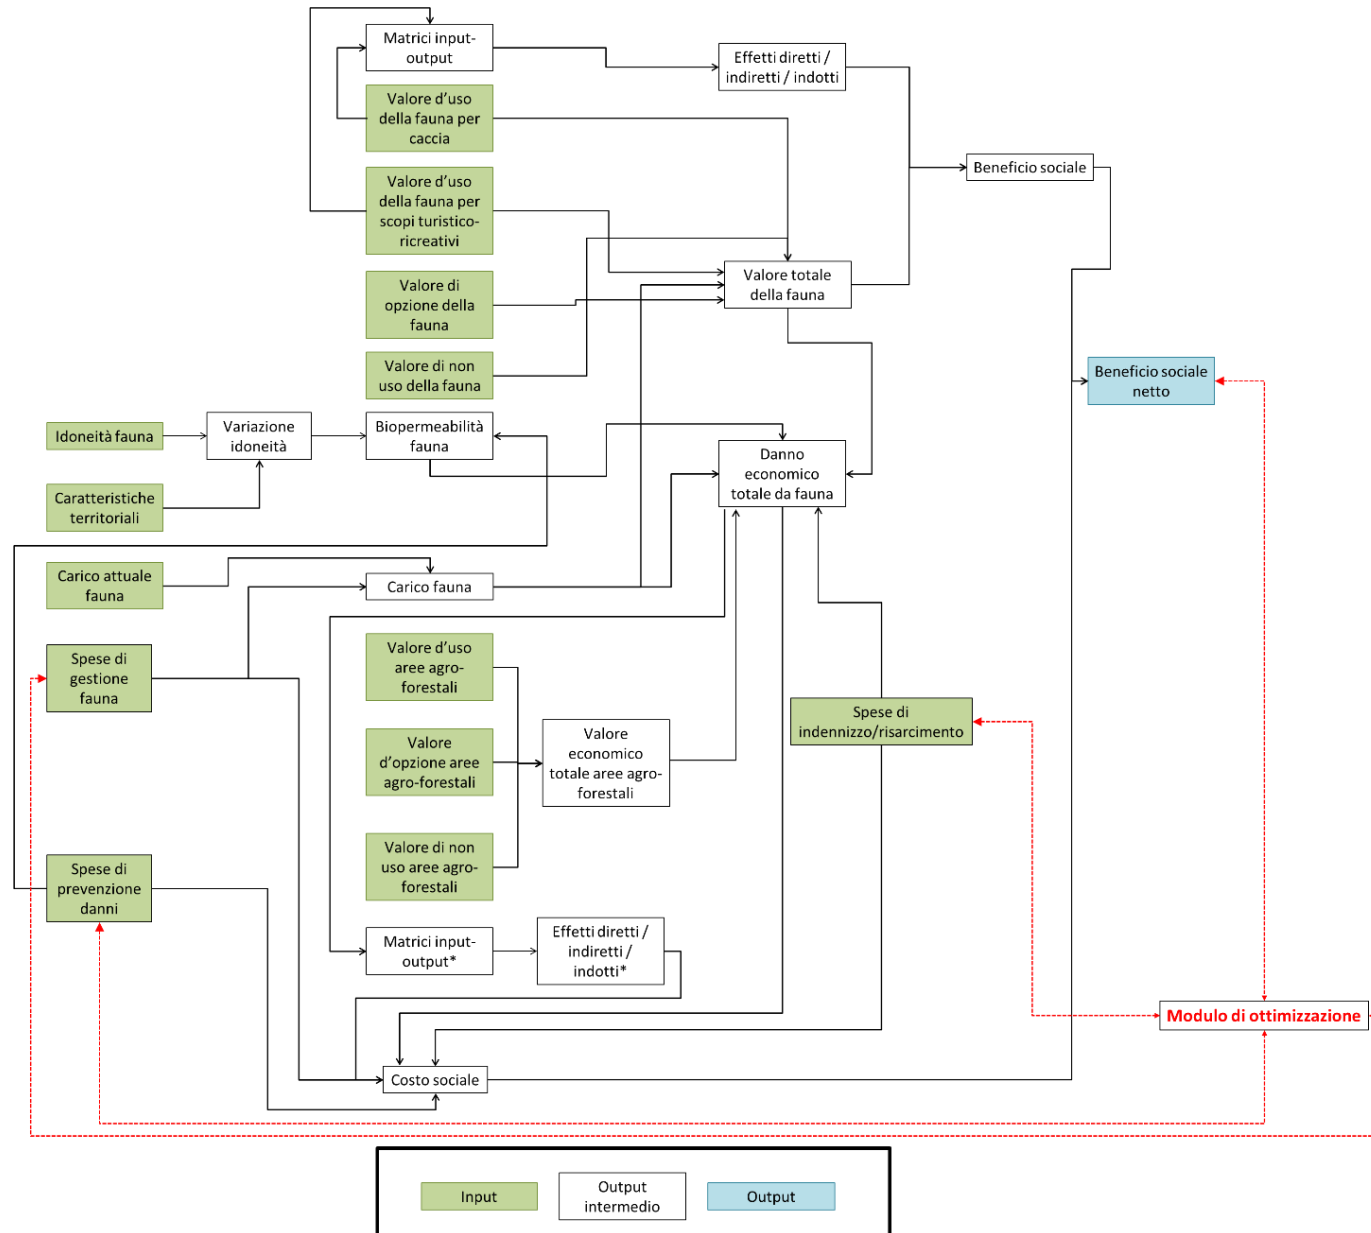 Matrici input-
output
Effetti diretti /
indiretti / indotti
Valore d'uso
della fauna per
caccia
Beneficio sociale
Valore d'uso
della fauna per
scopi turistico-
ricreativi
Valore totale
della fauna
Valore di
opzione della
fauna
Valore di non
uso della fauna
Beneficio sociale
netto
Idoneità fauna
Variazione
idoneità
Biopermeabilità
fauna
Danno
economico
totale da fauna
Caratteristiche
territoriali
Carico attuale
fauna
Carico fauna
Spese di
gestione
fauna
Valore d'uso
aree agro-
forestali
Spese di
indennizzo/risarcimento
Valore
d'opzione aree
agro-forestali
Valore
economico
totale aree agro-
forestali
Valore di non
uso aree agro-
forestali
Spese di
prevenzione
danni
Matrici input-
output*
Effetti diretti /
indiretti /
indotti*
Modulo di ottimizzazione
Costo sociale
Input
Output
intermedio
Output